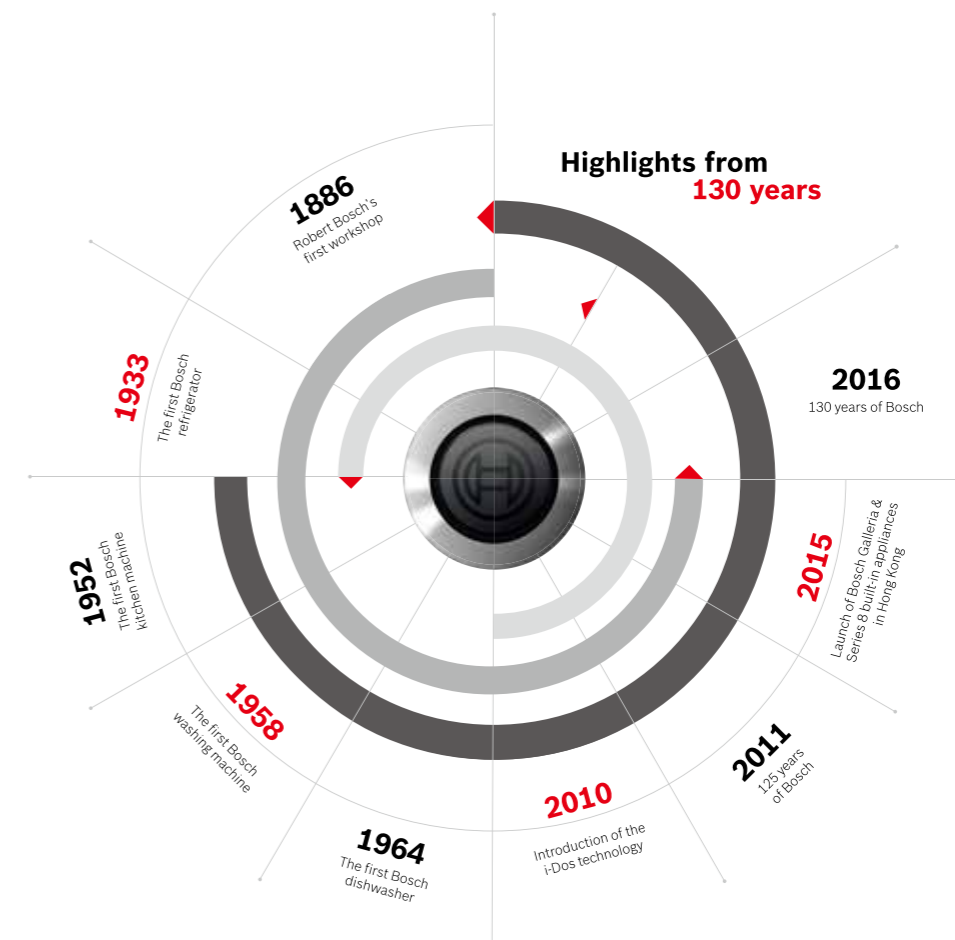 Highlights from
130 years
1886
Robert Bosch's
first workshop
1933
The first Bosch
refrigerator
1952
The first Bosch
kitchen machine
1958
The first Bosch
washing machine
1964
The first Bosch
dishwasher
2010
Introduction of the
i-Dos technology
2011
125 years
of Bosch
2015
Launch of Bosch Galleria &
Series 8 built-in appliances
in Hong Kong
2016
130 years of Bosch